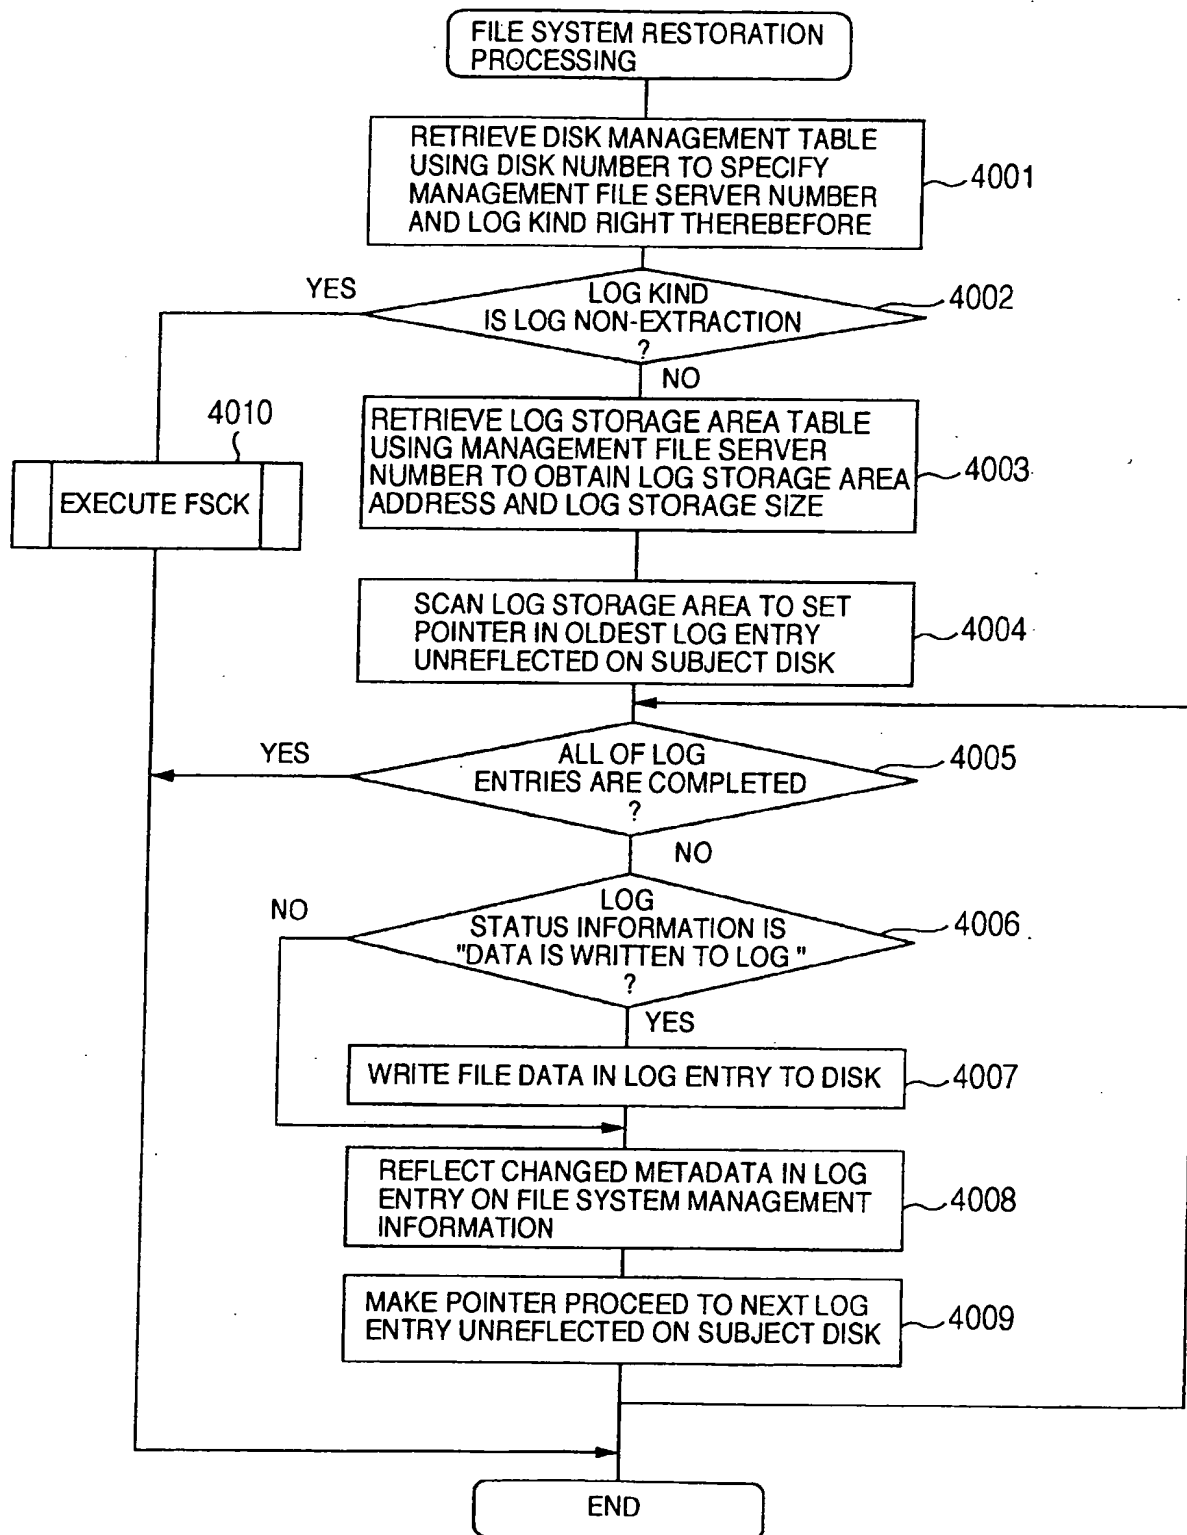 FILE SYSTEM RESTORATION
PROCESSING
RETRIEVE DISK MANAGEMENT TABLE
USING DISK NUMBER TO SPECIFY
MANAGEMENT FILE SERVER NUMBER
AND LOG KIND RIGHT THEREBEFORE
4001
YES
LOG KIND
IS LOG NON-EXTRACTION
?
4002
NO
4010
EXECUTE FSCK
RETRIEVE LOG STORAGE AREA TABLE
USING MANAGEMENT FILE SERVER
NUMBER TO OBTAIN LOG STORAGE AREA
ADDRESS AND LOG STORAGE SIZE
4003
SCAN LOG STORAGE AREA TO SET
POINTER IN OLDEST LOG ENTRY
UNREFLECTED ON SUBJECT DISK
4004
YES
ALL OF LOG
ENTRIES ARE COMPLETED
?
4005
NO
NO
LOG
STATUS INFORMATION IS
"DATA IS WRITTEN TO LOG "
?
4006
YES
WRITE FILE DATA IN LOG ENTRY TO DISK
4007
REFLECT CHANGED METADATA IN LOG
ENTRY ON FILE SYSTEM MANAGEMENT
INFORMATION
4008
MAKE POINTER PROCEED TO NEXT LOG
ENTRY UNREFLECTED ON SUBJECT DISK
4009
END